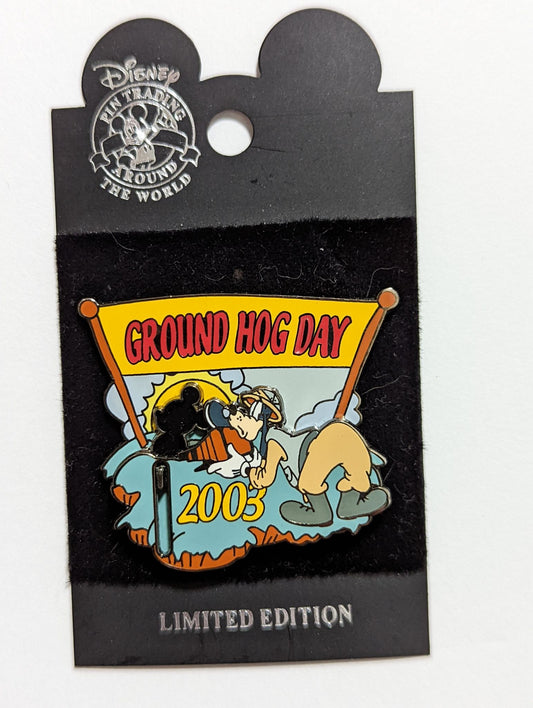 Disney
PIN TRADING
AROUND
THE WORLD
GROUND HOG DAY
2003
LIMITED EDITION